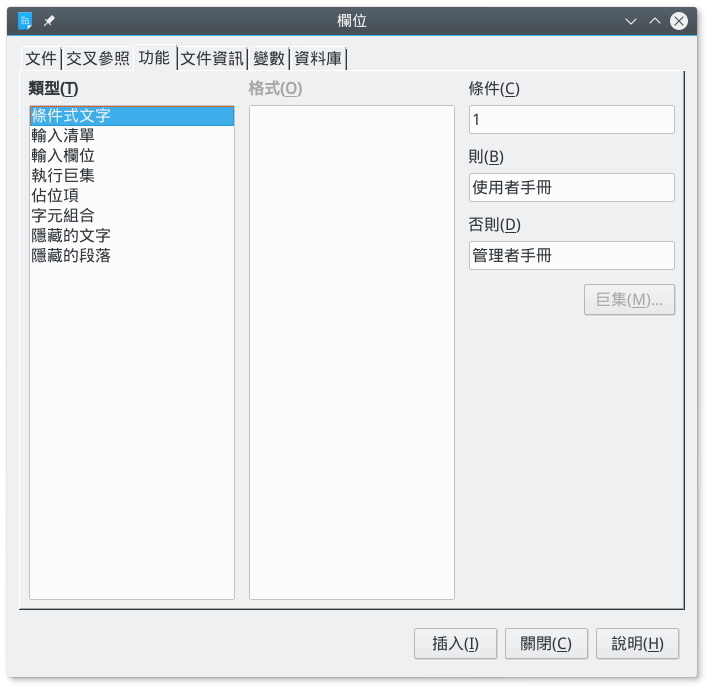 欄位
文件 交叉參照 功能 文件資訊 變數 資料庫
類型(T)
條件式文字
輸入清單
輸入欄位
執行巨集
佔位項
字元組合
隱藏的文字
隱藏的段落
格式(O)
條件(C)
1
則(B)
使用者手冊
否則(D)
管理者手冊
巨集(M)...
插入(I) 關閉(C) 說明(H)